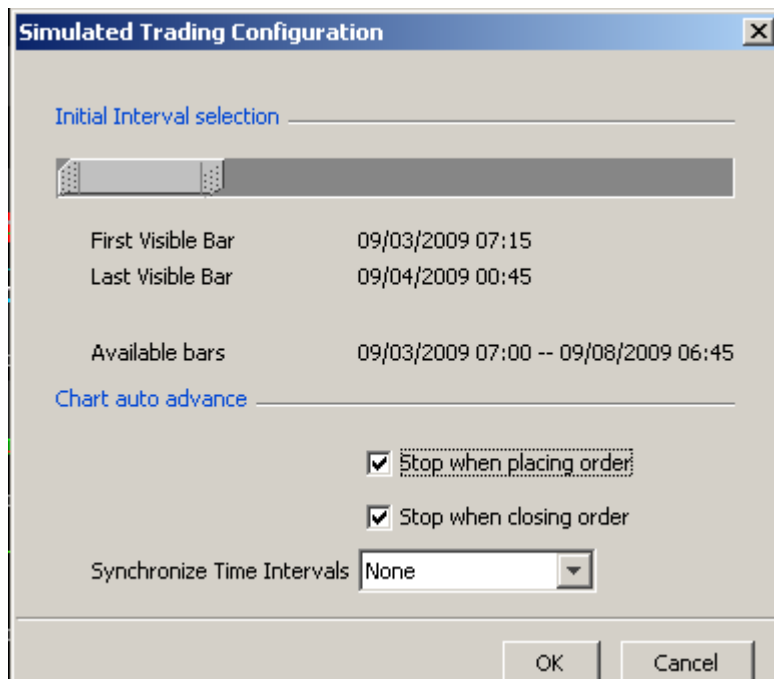 Simulated Trading Configuration
Initial Interval selection
First Visible Bar 09/03/2009 07:15
Last Visible Bar 09/04/2009 00:45
Available bars 09/03/2009 07:00 -- 09/08/2009 06:45
Chart auto advance
Stop when placing order
Stop when closing order
Synchronize Time Intervals None
OK Cancel